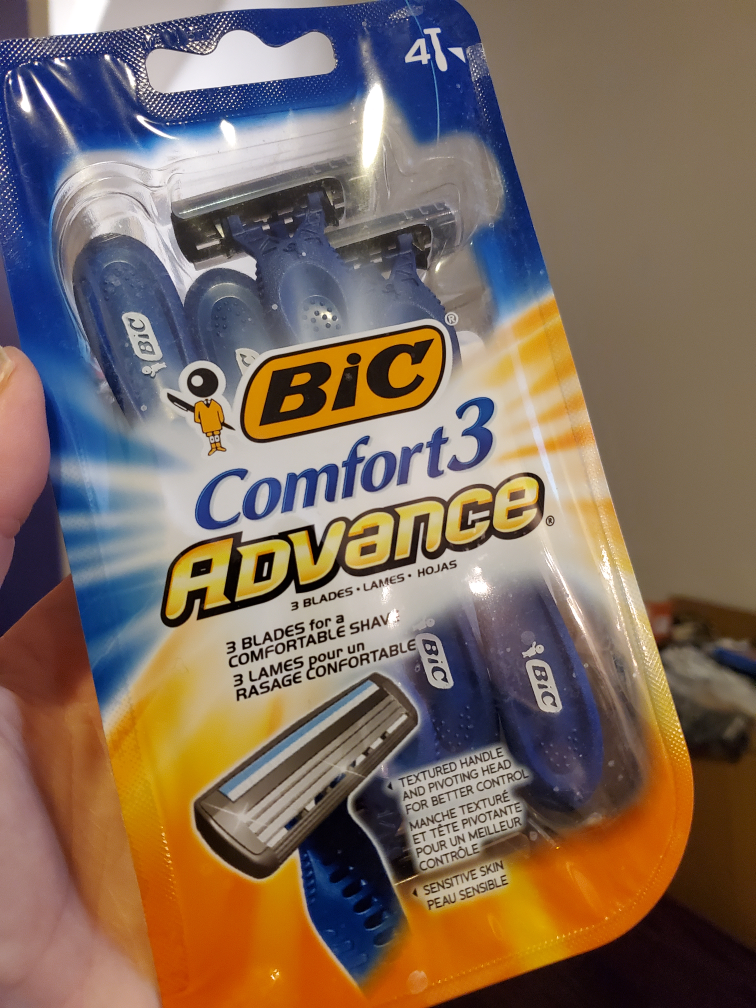 4
BiC
C
BiC
®
Comfort3
ADVANCE®
3 BLADES • LAMES • HOJAS
3 BLADES for a
COMFORTABLE SHAVE
3 LAMES pour un
RASAGE CONFORTABLE
BiC
BiC
TEXTURED HANDLE
AND PIVOTING HEAD
FOR BETTER CONTROL
MANCHE TEXTURÉ
ET TÊTE PIVOTANTE
POUR UN MEILLEUR
CONTRÔLE
SENSITIVE SKIN
PEAU SENSIBLE